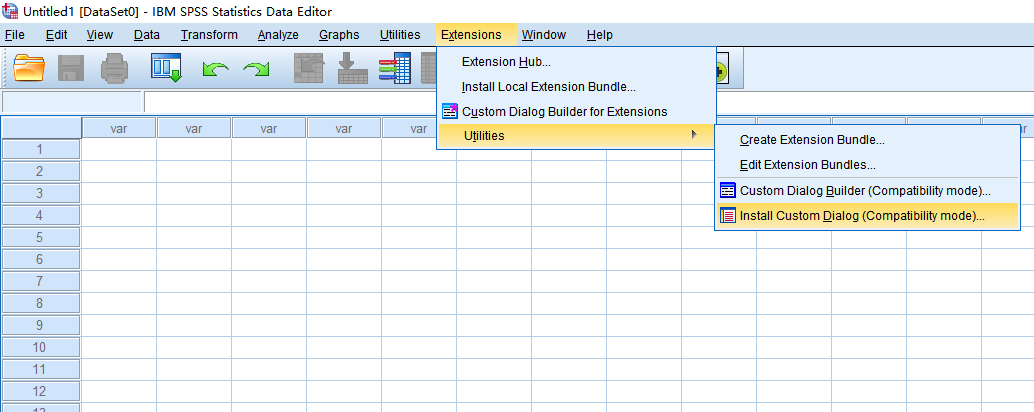 Untitled1 [DataSet0] - IBM SPSS Statistics Data Editor
File Edit View Data Transform Analyze Graphs Utilities Extensions Window Help
Extension Hub...
Install Local Extension Bundle...
Custom Dialog Builder for Extensions
Utilities
Create Extension Bundle...
Edit Extension Bundles...
Custom Dialog Builder (Compatibility mode)...
Install Custom Dialog (Compatibility mode)...
var var var var var
1
2
3
4
5
6
7
8
9
10
11
12